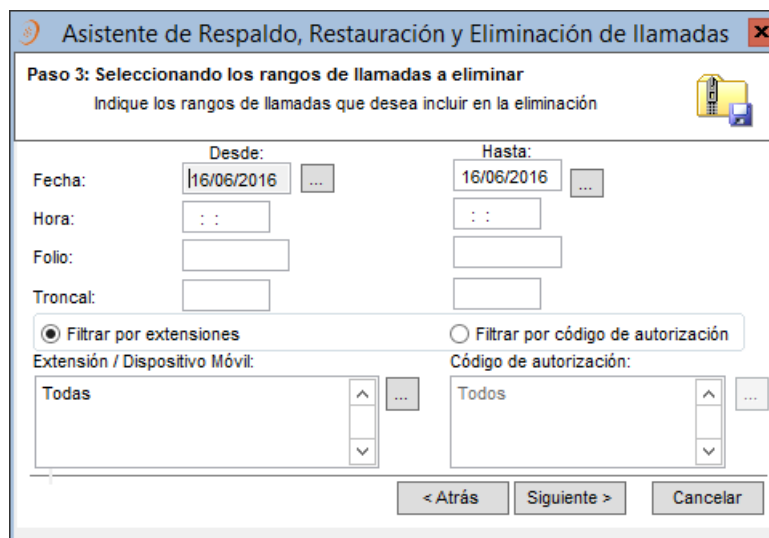 Asistente de Respaldo, Restauración y Eliminación de llamadas
Paso 3: Seleccionando los rangos de llamadas a eliminar
Indique los rangos de llamadas que desea incluir en la eliminación
Desde: Hasta:
Fecha: 16/06/2016 ... 16/06/2016 ...
Hora: : : : :
Folio:
Troncal:
Filtrar por extensiones Filtrar por código de autorización
Extensión / Dispositivo Móvil: Código de autorización:
Todas ... Todos ...
< Atrás Siguiente > Cancelar